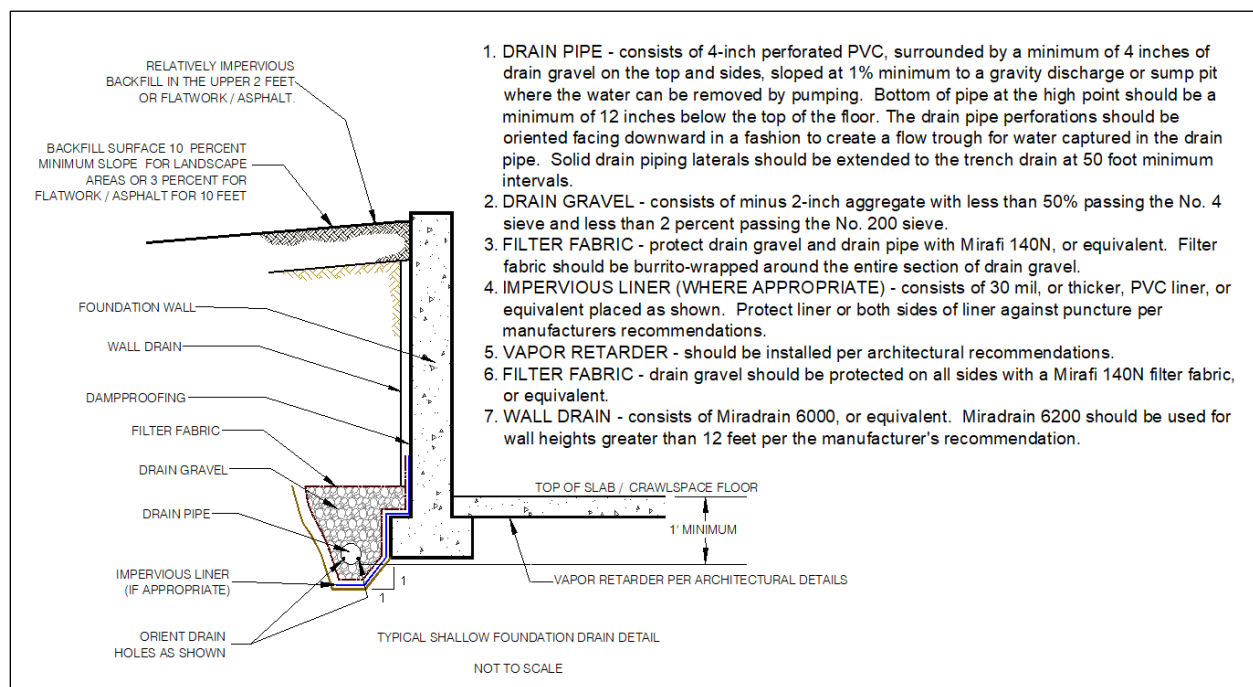 RELATIVELY IMPERVIOUS
BACKFILL IN THE UPPER 2 FEET
OR FLATWORK / ASPHALT.
BACKFILL SURFACE 10 PERCENT
MINIMUM SLOPE FOR LANDSCAPE
AREAS OR 3 PERCENT FOR
FLATWORK / ASPHALT FOR 10 FEET
FOUNDATION WALL
WALL DRAIN
DAMPPROOFING
FILTER FABRIC
DRAIN GRAVEL
DRAIN PIPE
IMPERVIOUS LINER
(IF APPROPRIATE)
ORIENT DRAIN
HOLES AS SHOWN
1. DRAIN PIPE - consists of 4-inch perforated PVC, surrounded by a minimum of 4 inches of
drain gravel on the top and sides, sloped at 1% minimum to a gravity discharge or sump pit
where the water can be removed by pumping. Bottom of pipe at the high point should be a
minimum of 12 inches below the top of the floor. The drain pipe perforations should be
oriented facing downward in a fashion to create a flow trough for water captured in the drain
pipe. Solid drain piping laterals should be extended to the trench drain at 50 foot minimum
intervals.
2. DRAIN GRAVEL - consists of minus 2-inch aggregate with less than 50% passing the No. 4
sieve and less than 2 percent passing the No. 200 sieve.
3. FILTER FABRIC - protect drain gravel and drain pipe with Mirafi 140N, or equivalent. Filter
fabric should be burrito-wrapped around the entire section of drain gravel.
4. IMPERVIOUS LINER (WHERE APPROPRIATE) - consists of 30 mil, or thicker, PVC liner, or
equivalent placed as shown. Protect liner or both sides of liner against puncture per
manufacturers recommendations.
5. VAPOR RETARDER - should be installed per architectural recommendations.
6. FILTER FABRIC - drain gravel should be protected on all sides with a Mirafi 140N filter fabric,
or equivalent.
7. WALL DRAIN - consists of Miradrain 6000, or equivalent. Miradrain 6200 should be used for
wall heights greater than 12 feet per the manufacturer's recommendation.
TOP OF SLAB / CRAWLSPACE FLOOR
1' MINIMUM
VAPOR RETARDER PER ARCHITECTURAL DETAILS
1
1
TYPICAL SHALLOW FOUNDATION DRAIN DETAIL
NOT TO SCALE